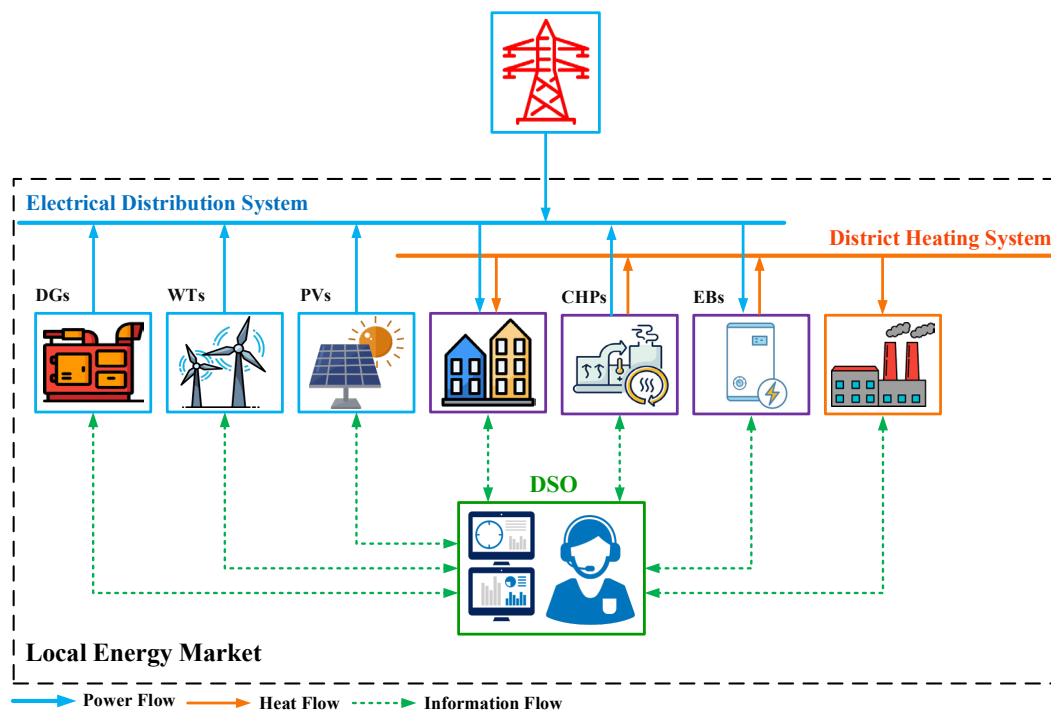 Electrical Distribution System
District Heating System
DGs
WTs
PVs
CHPs
EBs
DSO
Local Energy Market
Power Flow
Heat Flow
Information Flow